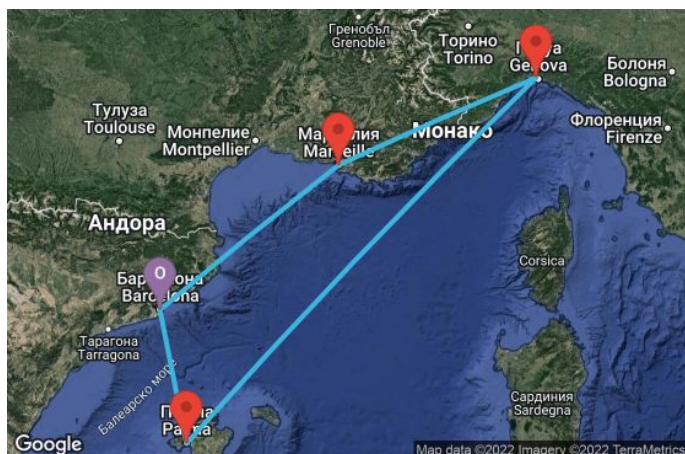 Гренобъл
Grenoble
Торино
Torino
Genova
Болоня
Bologna
Тулуза
Toulouse
Монпелие
Montpellier
Marseille
Монако
Флоренция
Firenze
Андора
Barcelona
Corsica
Тарагона
Tarragona
Балеарско море
Palma
Сардиния
Sardegna
Google
Map data ©2022 Imagery ©2022 TerraMetrics
O